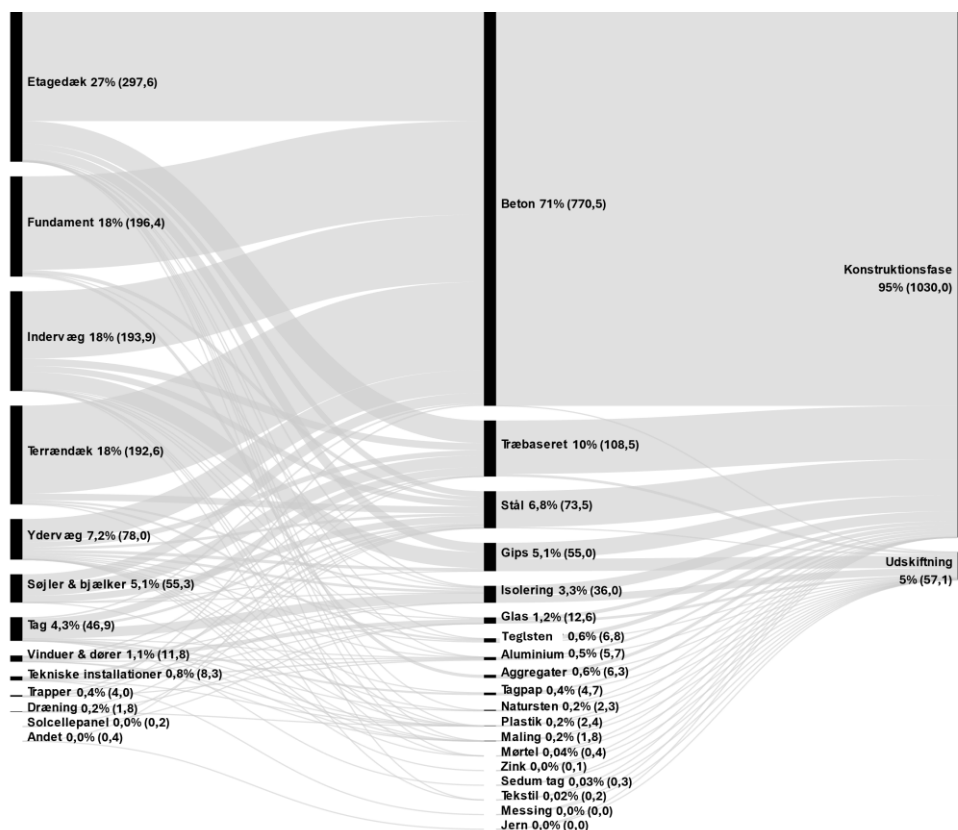 Etagedæk 27% (297,6)
Fundament 18% (196,4)
Indervæg 18% (193,9)
Terrændæk 18% (192,6)
Ydervæg 7,2% (78,0)
Søjler & bjælker 5,1% (55,3)
Tag 4,3% (46,9)
Vinduer & dører 1,1% (11,8)
Tekniske installationer 0,8% (8,3)
Trapper 0,4% (4,0)
Dræning 0,2% (1,8)
Solcellepanel 0,0% (0,2)
Andet 0,0% (0,4)
Beton 71% (770,5)
Træbaseret 10% (108,5)
Stål 6,8% (73,5)
Gips 5,1% (55,0)
Isolering 3,3% (36,0)
Glas 1,2% (12,6)
Teglsten 0,6% (6,8)
Aluminium 0,5% (5,7)
Aggregater 0,6% (6,3)
Tagpap 0,4% (4,7)
Natursten 0,2% (2,3)
Plastik 0,2% (2,4)
Maling 0,2% (1,8)
Mørtel 0,04% (0,4)
Zink 0,0% (0,1)
Sedum tag 0,03% (0,3)
Tekstil 0,02% (0,2)
Messing 0,0% (0,0)
Jern 0,0% (0,0)
Konstruktionsfase
95% (1030,0)
Udskiftning
5% (57,1)